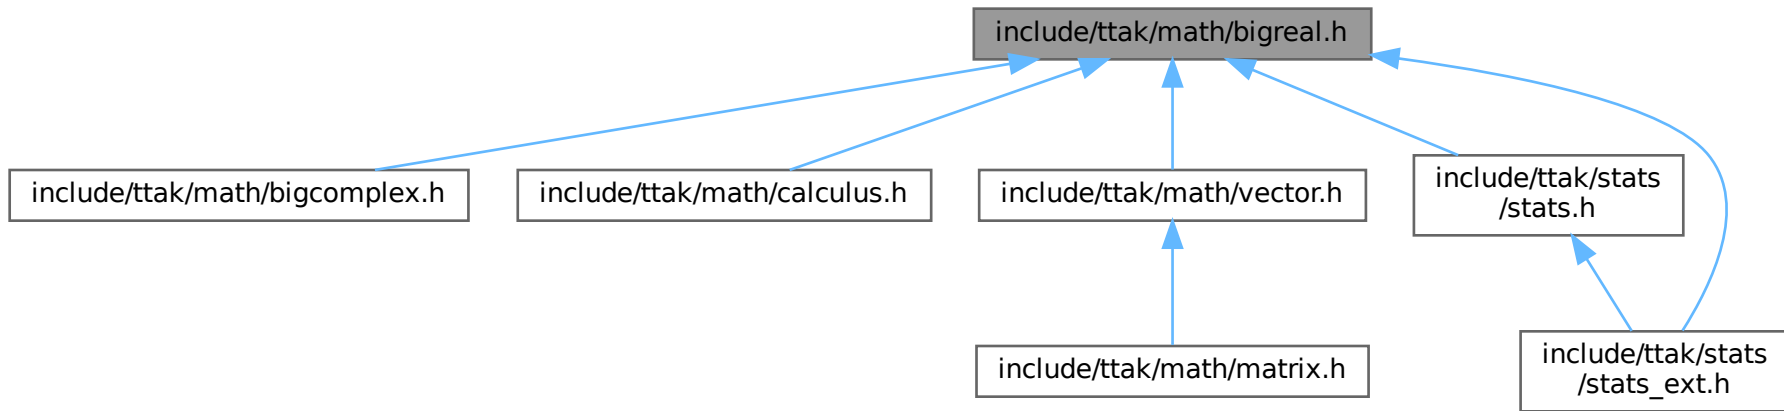 include/ttak/math/bigreal.h
include/ttak/math/bigcomplex.h
include/ttak/math/calculus.h
include/ttak/math/vector.h
include/ttak/stats
/stats.h
include/ttak/math/matrix.h
include/ttak/stats
/stats_ext.h